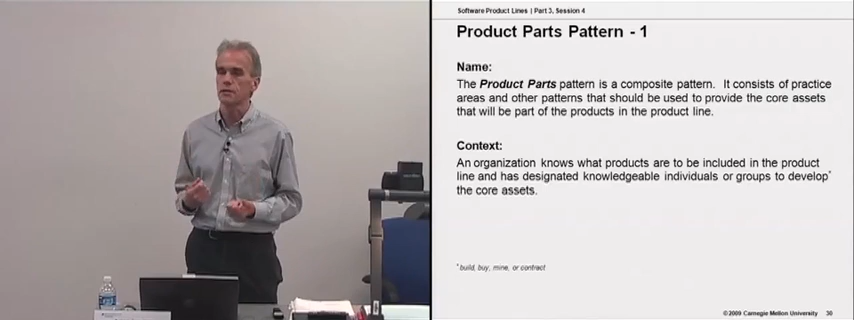 Software Product Lines | Part 3, Session 4
Product Parts Pattern - 1
Name:
The Product Parts pattern is a composite pattern. It consists of practice
areas and other patterns that should be used to provide the core assets
that will be part of the products in the product line.
Context:
An organization knows what products are to be included in the product
line and has designated knowledgeable individuals or groups to develop*
the core assets.
* build, buy, mine, or contract
© 2009 Carnegie Mellon University 30